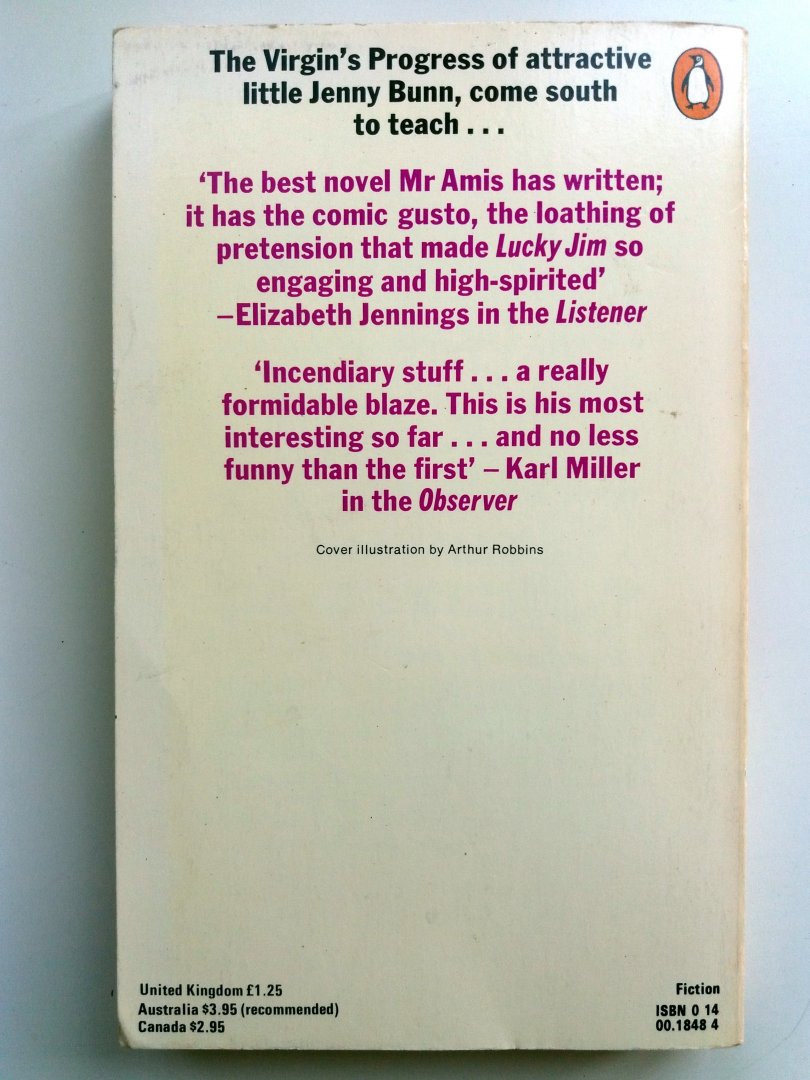 The Virgin's Progress of attractive
little Jenny Bunn, come south
to teach . . .
‘The best novel Mr Amis has written;
it has the comic gusto, the loathing of
pretension that made Lucky Jim so
engaging and high-spirited’
–Elizabeth Jennings in the Listener
‘Incendiary stuff . . . a really
formidable blaze. This is his most
interesting so far . . . and no less
funny than the first’ – Karl Miller
in the Observer
Cover illustration by Arthur Robbins
United Kingdom £1.25
Australia $3.95 (recommended)
Canada $2.95
Fiction
ISBN 0 14
00.1848 4